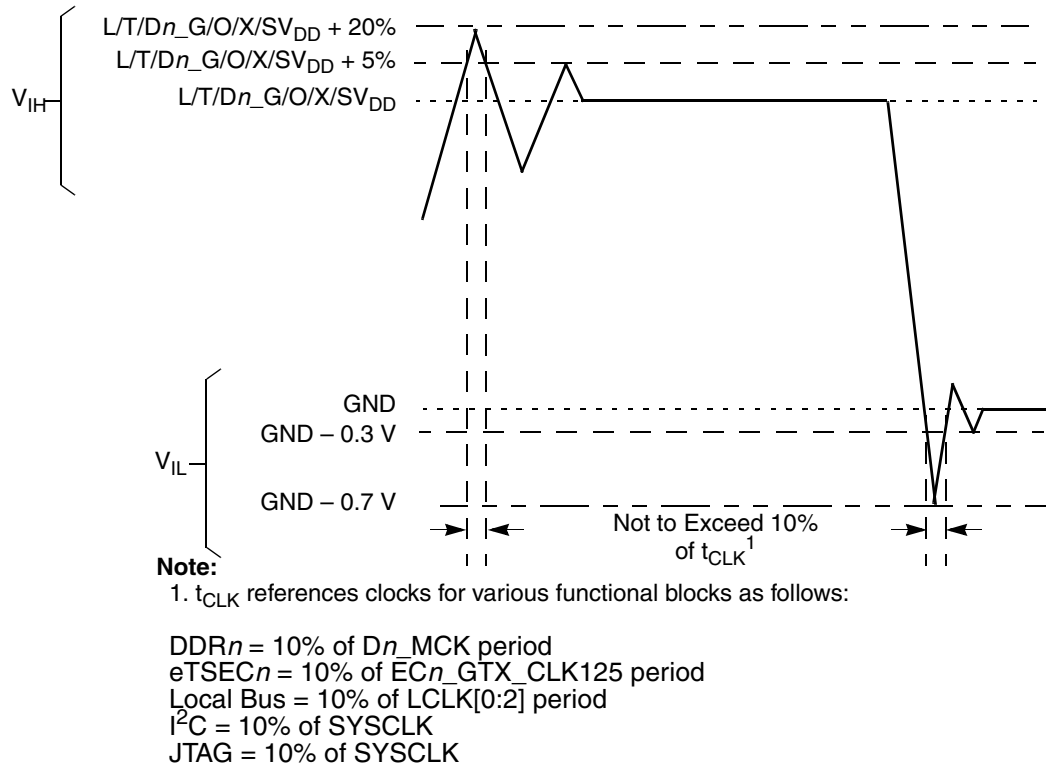 L/T/Dn_G/O/X/SVDD + 20%
L/T/Dn_G/O/X/SVDD + 5%
L/T/Dn_G/O/X/SVDD
VIH
GND
GND – 0.3 V
VIL
GND – 0.7 V
Not to Exceed 10%
of tCLK1
Note:
1. tCLK references clocks for various functional blocks as follows:
DDRn = 10% of Dn_MCK period
eTSECn = 10% of ECn_GTX_CLK125 period
Local Bus = 10% of LCLK[0:2] period
I2C = 10% of SYSCLK
JTAG = 10% of SYSCLK